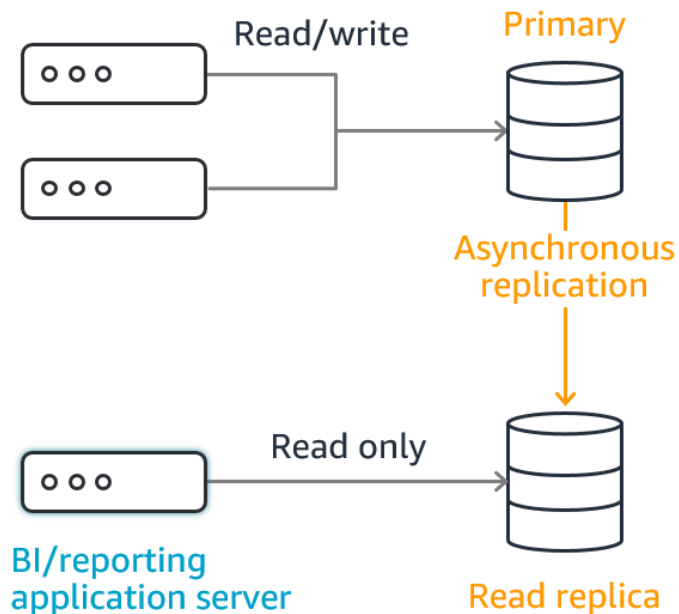 Read/write
Primary
Asynchronous
replication
Read only
BI/reporting
application server
Read replica